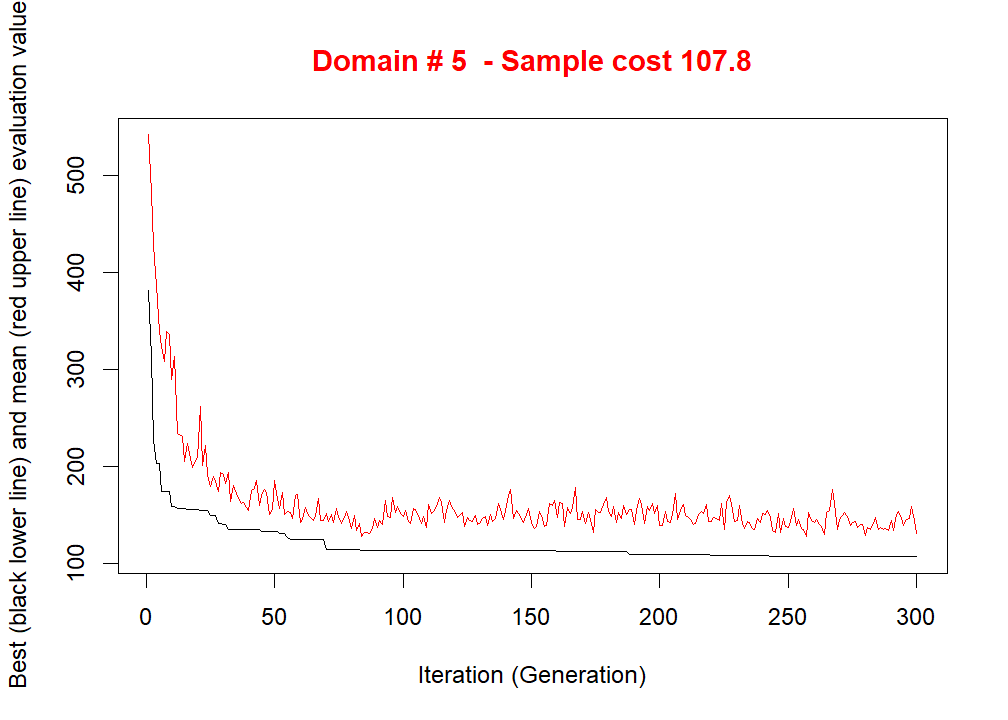 Domain # 5  - Sample cost 107.8
Best (black lower line) and mean (red upper line) evaluation value
500
400
300
200
100
0 50 100 150 200 250 300
Iteration (Generation)